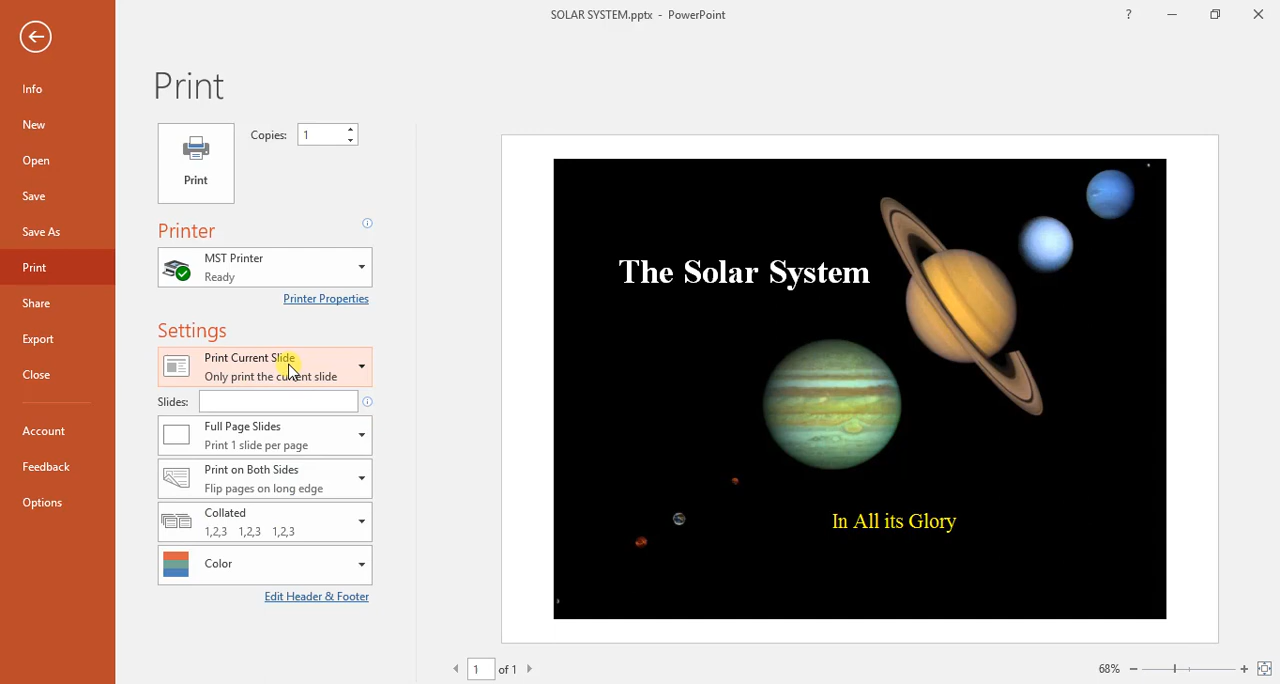 SOLAR SYSTEM.pptx - PowerPoint
?
Info
New
Open
Save
Save As
Print
Share
Export
Close
Account
Feedback
Options
Print
Print
Copies: 1
Printer
MST Printer
Ready
Printer Properties
Settings
Print Current Slide
Only print the current slide
Slides:
Full Page Slides
Print 1 slide per page
Print on Both Sides
Flip pages on long edge
Collated
1,2,3 1,2,3 1,2,3
Color
Edit Header & Footer
The Solar System
In All its Glory
1 of 1
68%